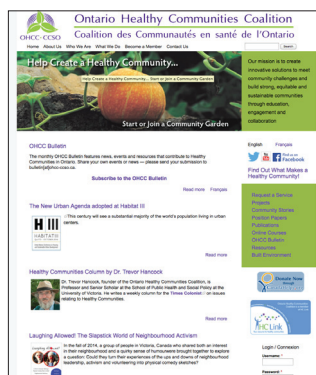 Ontario Healthy Communities Coalition
Coalition des Communautés en santé de l'Ontario
OHCC-CCSO
Home About Us Who We Are What We Do Become a Member Contact Us
Search
Help Create a Healthy Community...
Help Create a Healthy Community... Start or Join a Community Garden
Start or Join a Community Garden
Our mission is to create
innovative solutions to meet
community challenges and
build strong, equitable and
sustainable communities
through education,
engagement and
collaboration
OHCC Bulletin
The monthly OHCC Bulletin features news, events and resources that contribute to Healthy
Communities in Ontario. Share your own events or news — please send your submission to
Subscribe to the OHCC Bulletin
Read more Français
The New Urban Agenda adopted at Habitat III
This century will see a substantial majority of the world's population living in urban
centers.
H III
HABITAT III
Read more
Healthy Communities Column by Dr. Trevor Hancock
Dr. Trevor Hancock, founder of the Ontario Healthy Communities Coalition, is
Professor and Senior Scholar at the School of Public Health and Social Policy at the
University of Victoria. He writes a weekly column for the Times Colonist on issues
relating to Healthy Communities.
Laughing Allowed! The Slapstick World of Neighbourhood Activism
In the fall of 2014, a group of people in Victoria, Canada who shared both an interest
in their neighbourhood and a quirky sense of humour were brought together to explore
a question: Could they turn their experiences of the ups and downs of neighbourhood
leadership, activism and volunteering into physical comedy sketches?
English Français
Find us on
Facebook
Find Out What Makes a
Healthy Community!
Request a Service
Projects
Community Stories
Position Papers
Publications
Online Courses
OHCC Bulletin
Resources
Built Environment
Donate Now
HC Link
Login / Connexion
Username: *
Password: *